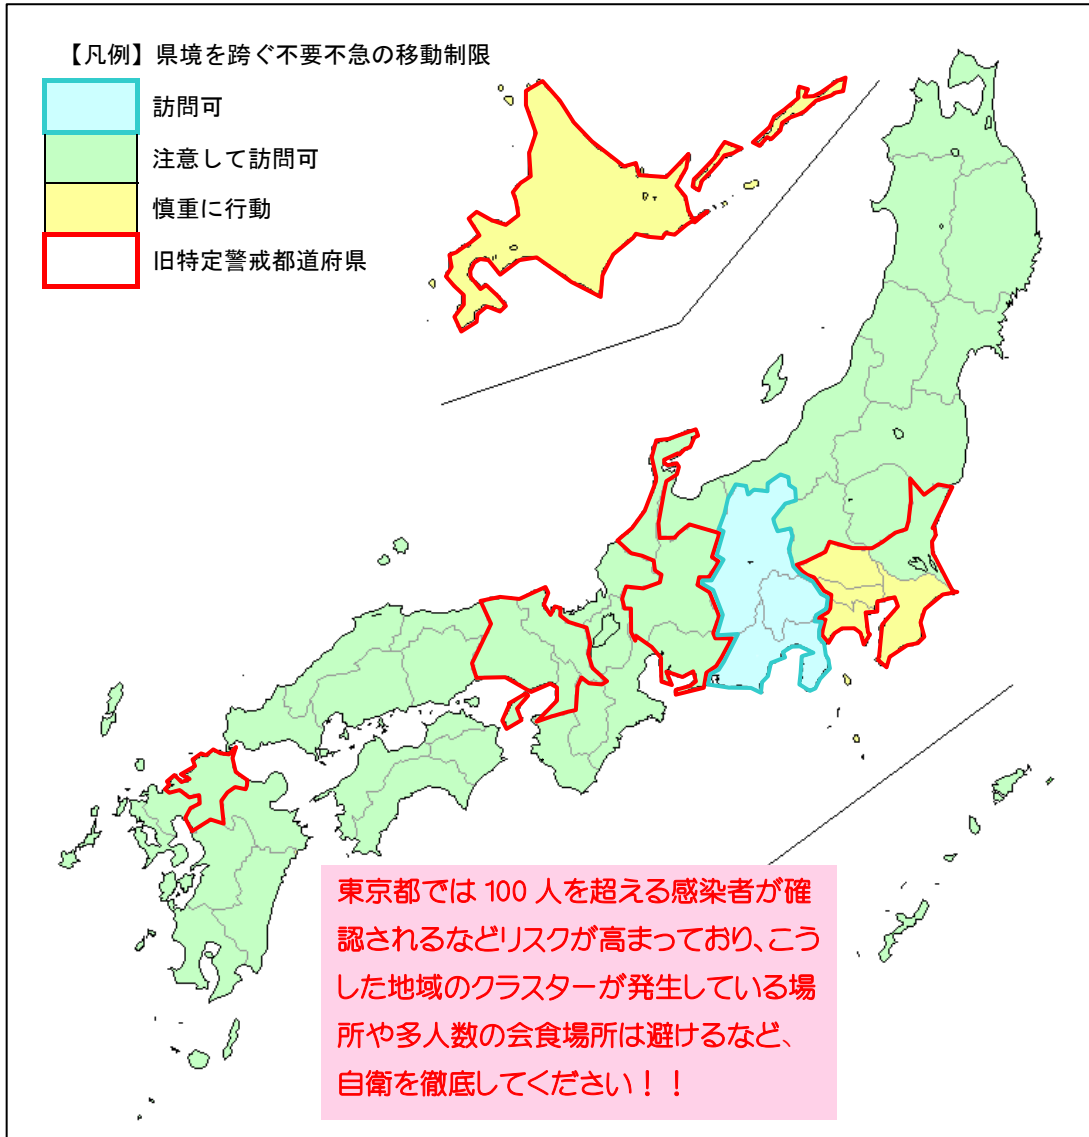 【凡例】県境を跨ぐ不要不急の移動制限
訪問可
注意して訪問可
慎重に行動
旧特定警戒都道府県
東京都では 100 人を超える感染者が確
認されるなどリスクが高まっており、こう
した地域のクラスターが発生している場
所や多人数の会食場所は避けるなど、
自衛を徹底してください！！